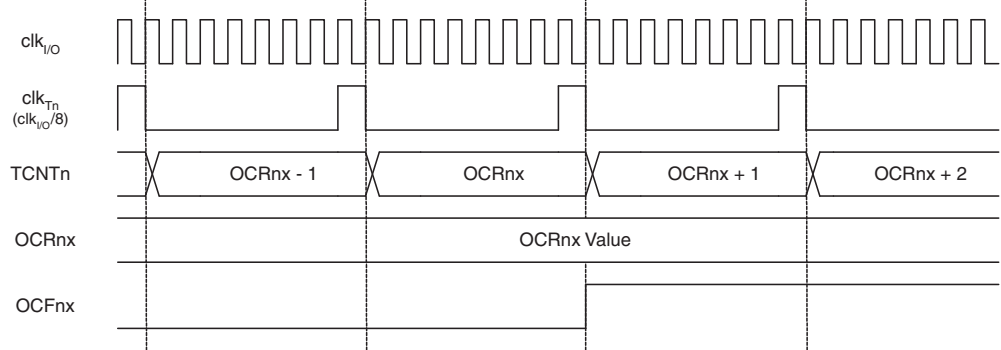 clkI/O
clkTn
(clkI/O/8)
TCNTn OCRnx - 1 OCRnx OCRnx + 1 OCRnx + 2
OCRnx OCRnx Value
OCFnx